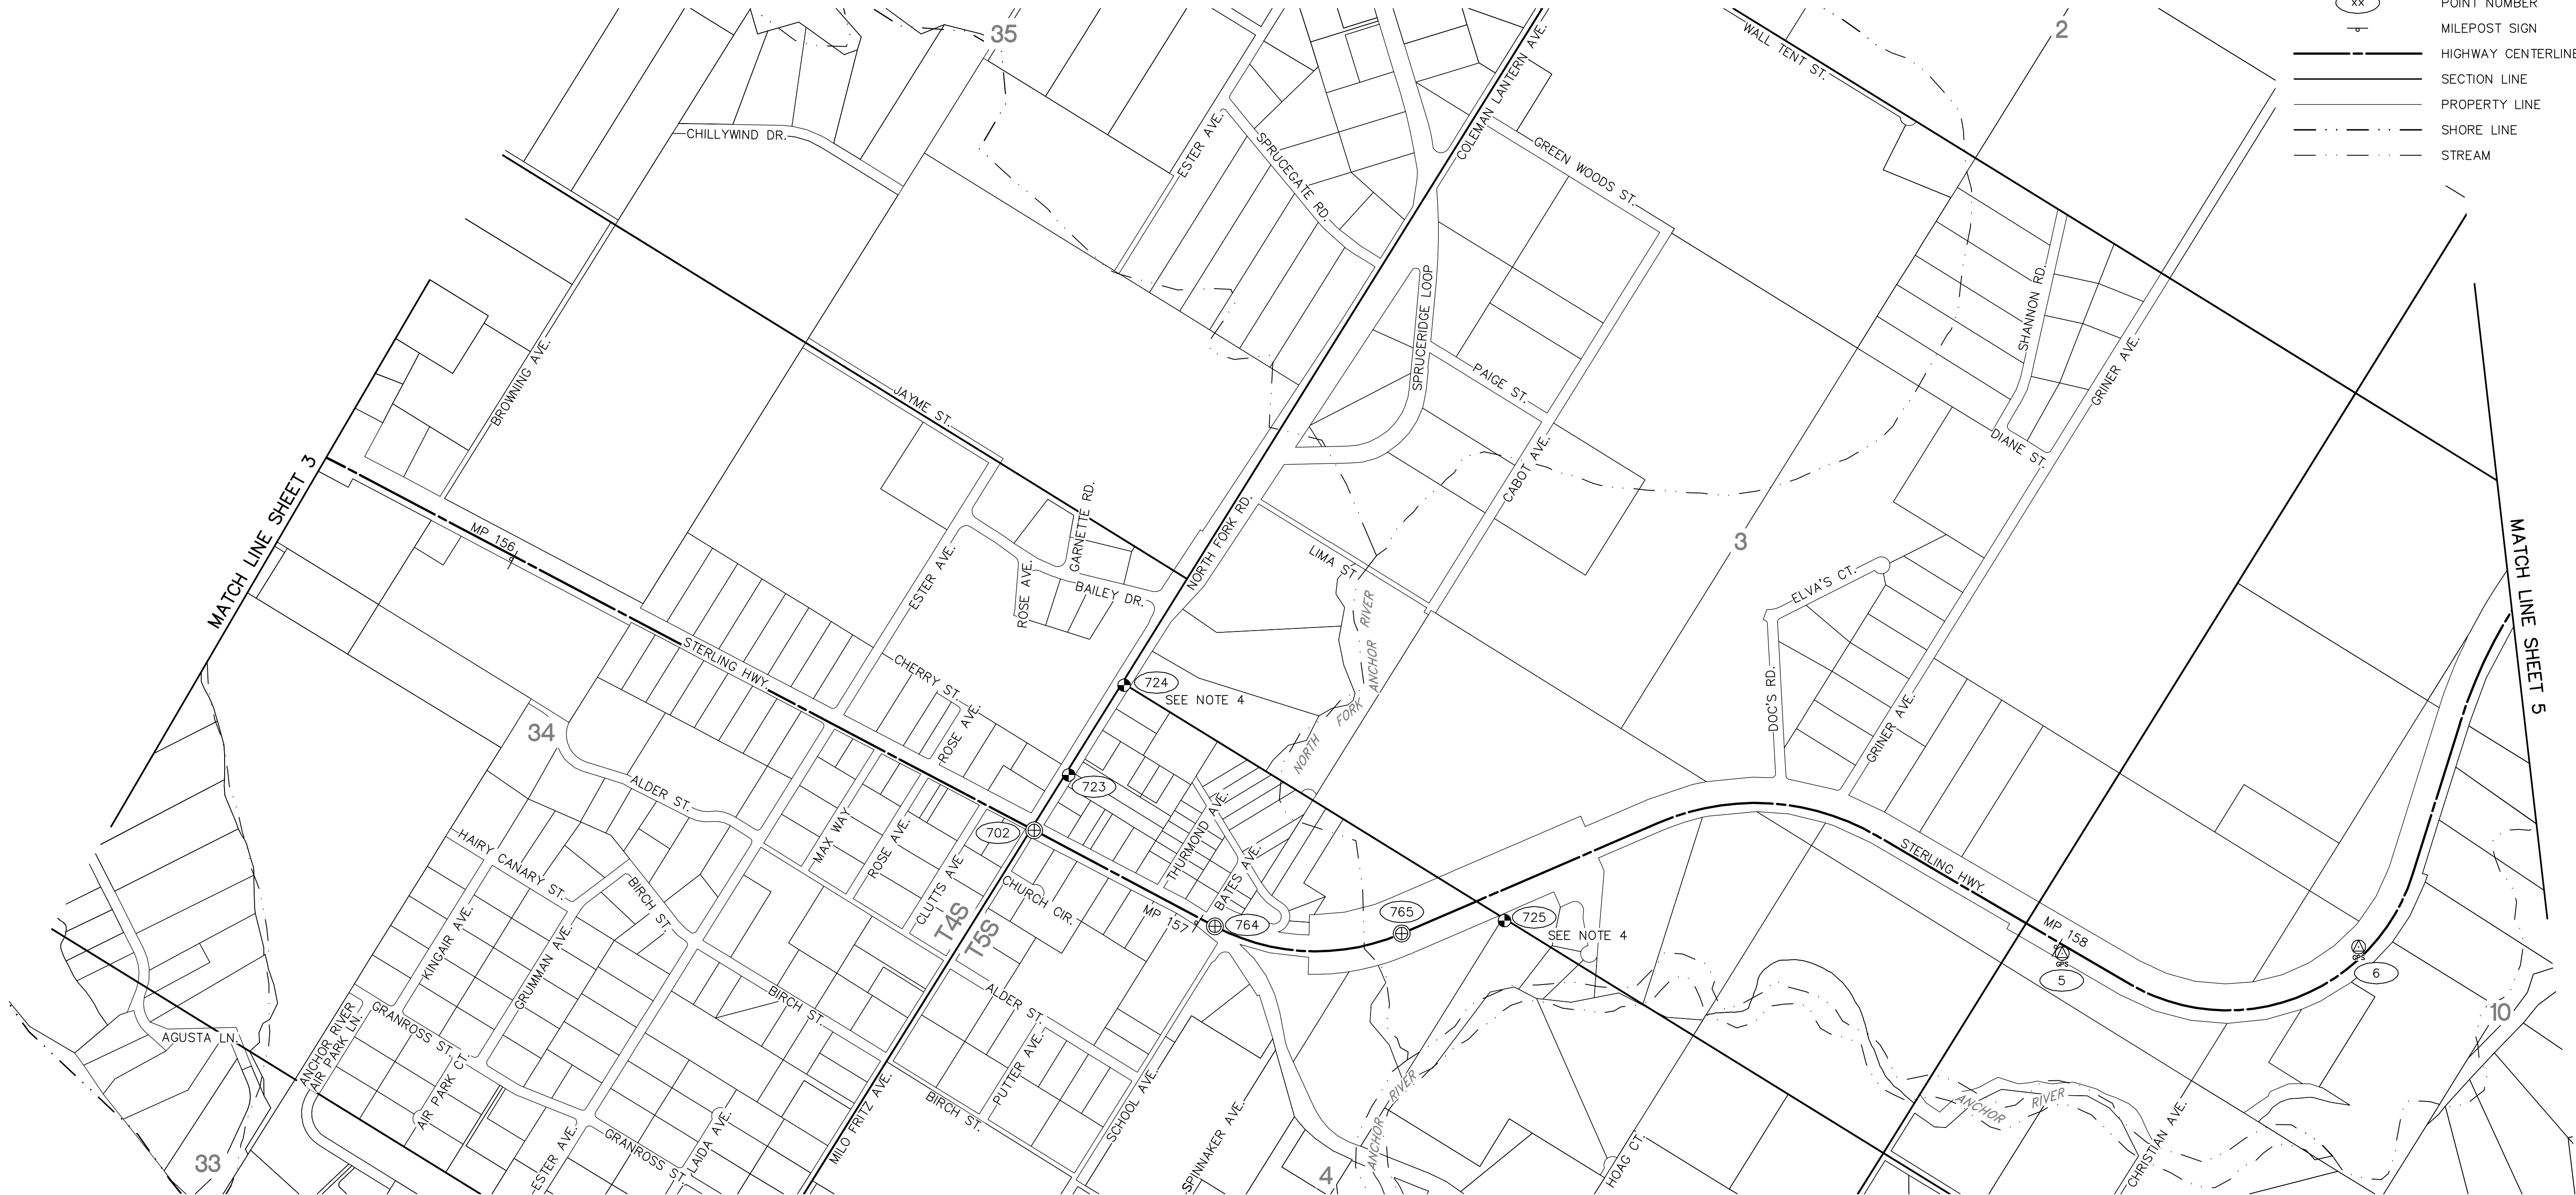 XX POINT NUMBER
MILEPOST SIGN
HIGHWAY CENTERLINE
SECTION LINE
PROPERTY LINE
SHORE LINE
STREAM
35
2
WALL TENT ST.
COLEMAN LANTERN AVE.
CHILLYWIND DR.
ESTER AVE.
SPRUCEGATE RD.
GREEN WOODS ST.
SHANNON RD.
SPRUCERIDGE LOOP
BROWNING AVE.
GRINER AVE.
PAIGE ST.
JAYME ST.
DIANE ST.
CABOT AVE.
MATCH LINE SHEET 3
GARNETTE RD.
NORTH FORK RD.
MP 156
3
LIMA ST
ESTER AVE.
ROSE AVE.
BAILEY DR.
ELVA'S CT.
MATCH LINE SHEET 5
NORTH FORK ANCHOR RIVER
STERLING HWY.
CHERRY ST.
724
SEE NOTE 4
DOC'S RD.
34
ROSE AVE.
GRINER AVE.
ALDER ST.
723
702
MAX WAY
ROSE AVE.
THURMOND AVE.
HAIRY CANARY ST.
BIRCH ST.
CLUTTS AVE.
CHURCH CIR.
BATES AVE.
STERLING HWY.
T4S
T5S
MP 157
764
765
725
SEE NOTE 4
MP 158
KINGAIR AVE.
GRUMMAN AVE.
GPS
5
GPS
6
BIRCH ST.
ALDER ST.
10
AGUSTA LN.
ANCHOR RIVER
AIR PARK LN.
GRANROSS ST.
AIR PARK CT.
PUTTER AVE.
SCHOOL AVE.
BIRCH ST.
ANCHOR RIVER
ANCHOR RIVER
MILO FRITZ AVE.
LAIDA AVE.
GRANROSS ST.
ESTER AVE.
SPINNAKER AVE.
HOAG CT.
CHRISTIAN AVE.
33
4